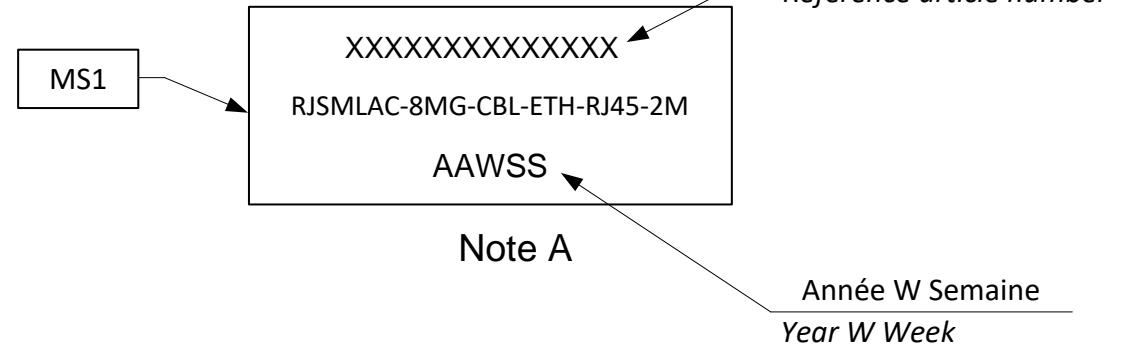 Reference article number
XXXXXXXXXXXXXX
MS1
RJSMLAC-8MG-CBL-ETH-RJ45-2M
AAWSS
Note A
Année W Semaine
Year W Week